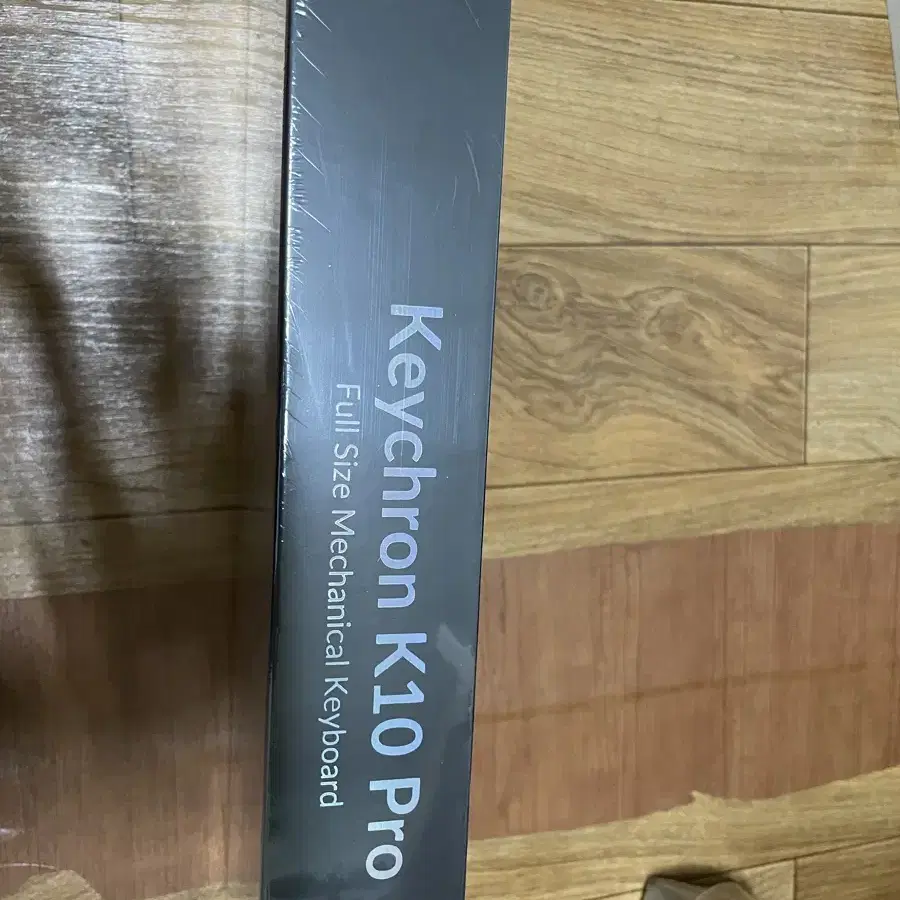 Keychron K10 Pro
Full Size Mechanical Keyboard